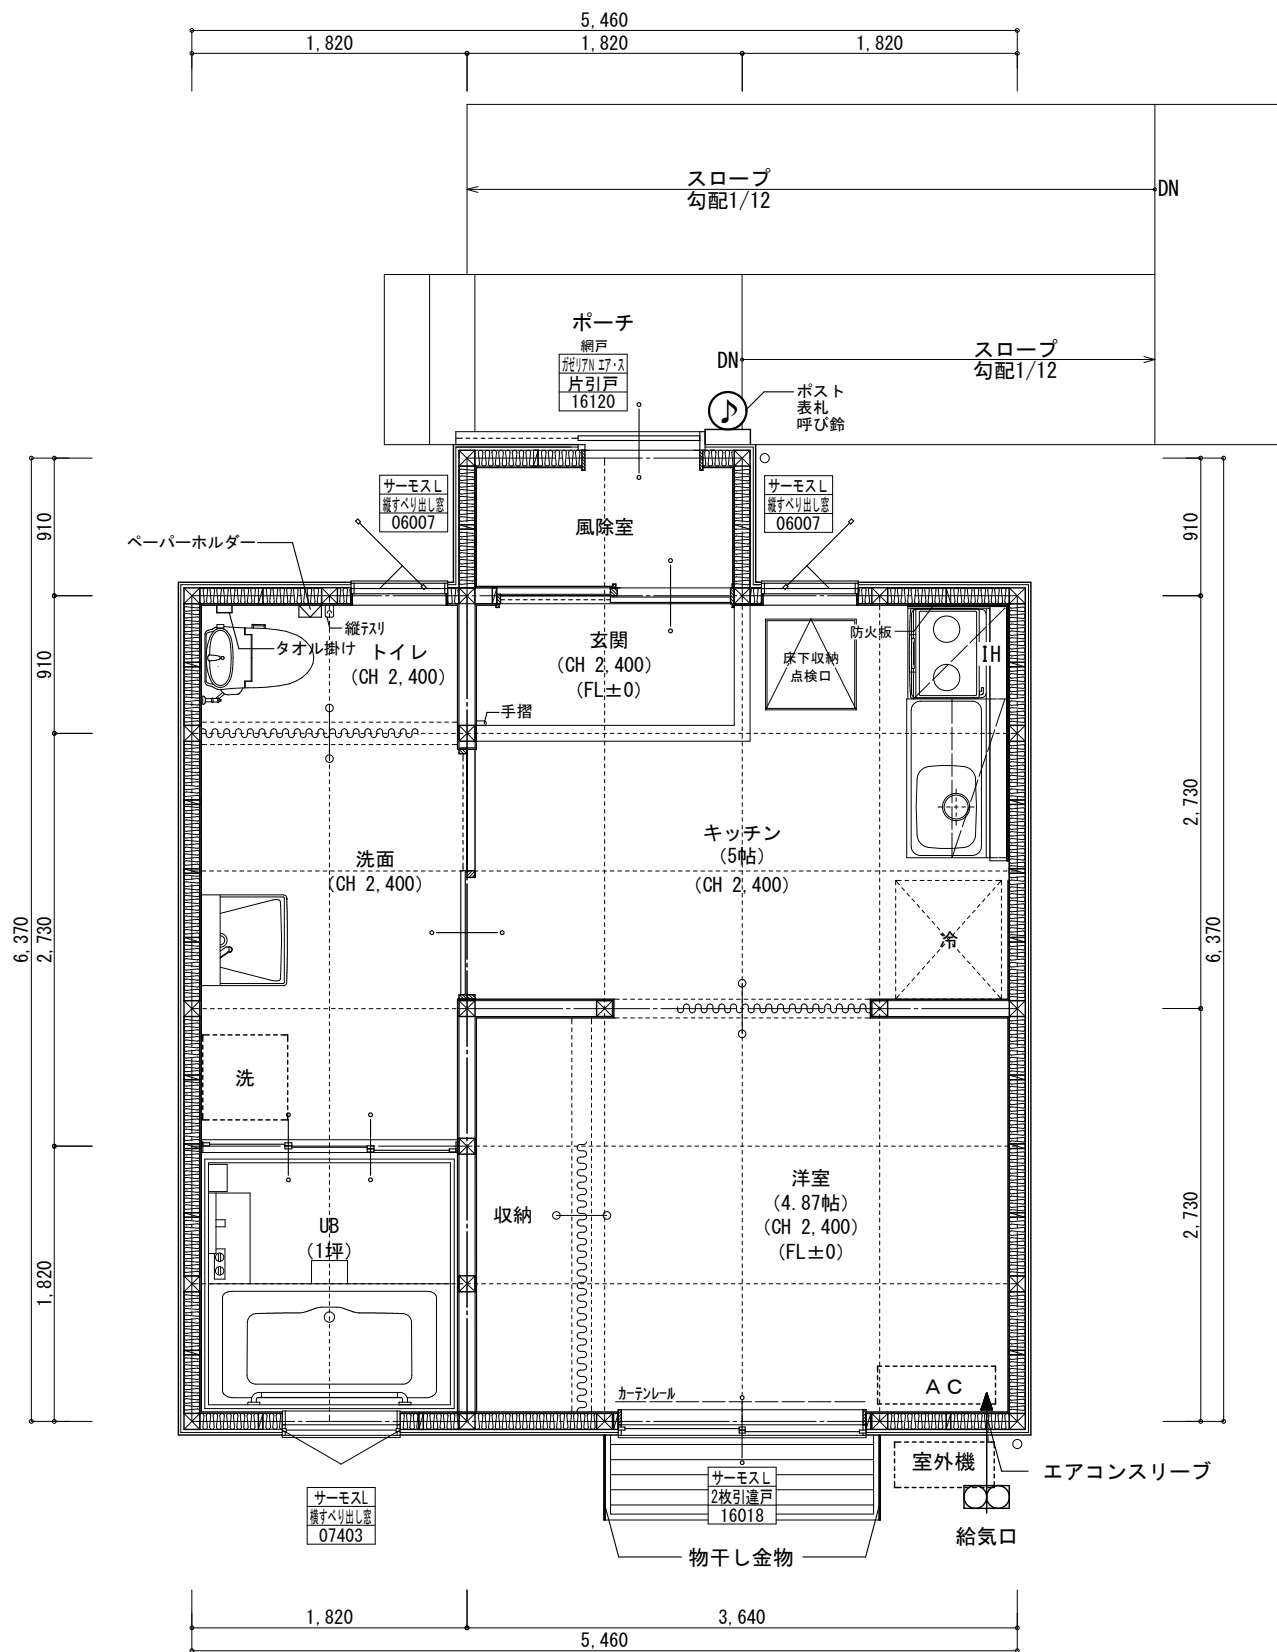 5,460
1,820
1,820
1,820
スロープ
勾配1/12
DN
ポーチ
網戸
ガゼリアN エア・ス
片引戸
16120
DN
スロープ
勾配1/12
ポスト
表札
呼び鈴
サーモスL
縦すべり出し窓
06007
サーモスL
縦すべり出し窓
06007
910
910
ペーパーホルダー
風除室
縦テスリ
タオル掛け
トイレ
(CH 2,400)
玄関
(CH 2,400)
(FL±0)
床下収納
点検口
防火板
IH
910
手摺
キッチン
(5帖)
(CH 2,400)
洗面
(CH 2,400)
2,730
6,370
2,730
6,370
冷
洗
洋室
(4.87帖)
(CH 2,400)
(FL±0)
収納
UB
(1坪)
2,730
1,820
カーテンレール
AC
室外機
エアコンスリーブ
給気口
サーモスL
2枚引違戸
16018
サーモスL
横すべり出し窓
07403
物干し金物
1,820
3,640
5,460